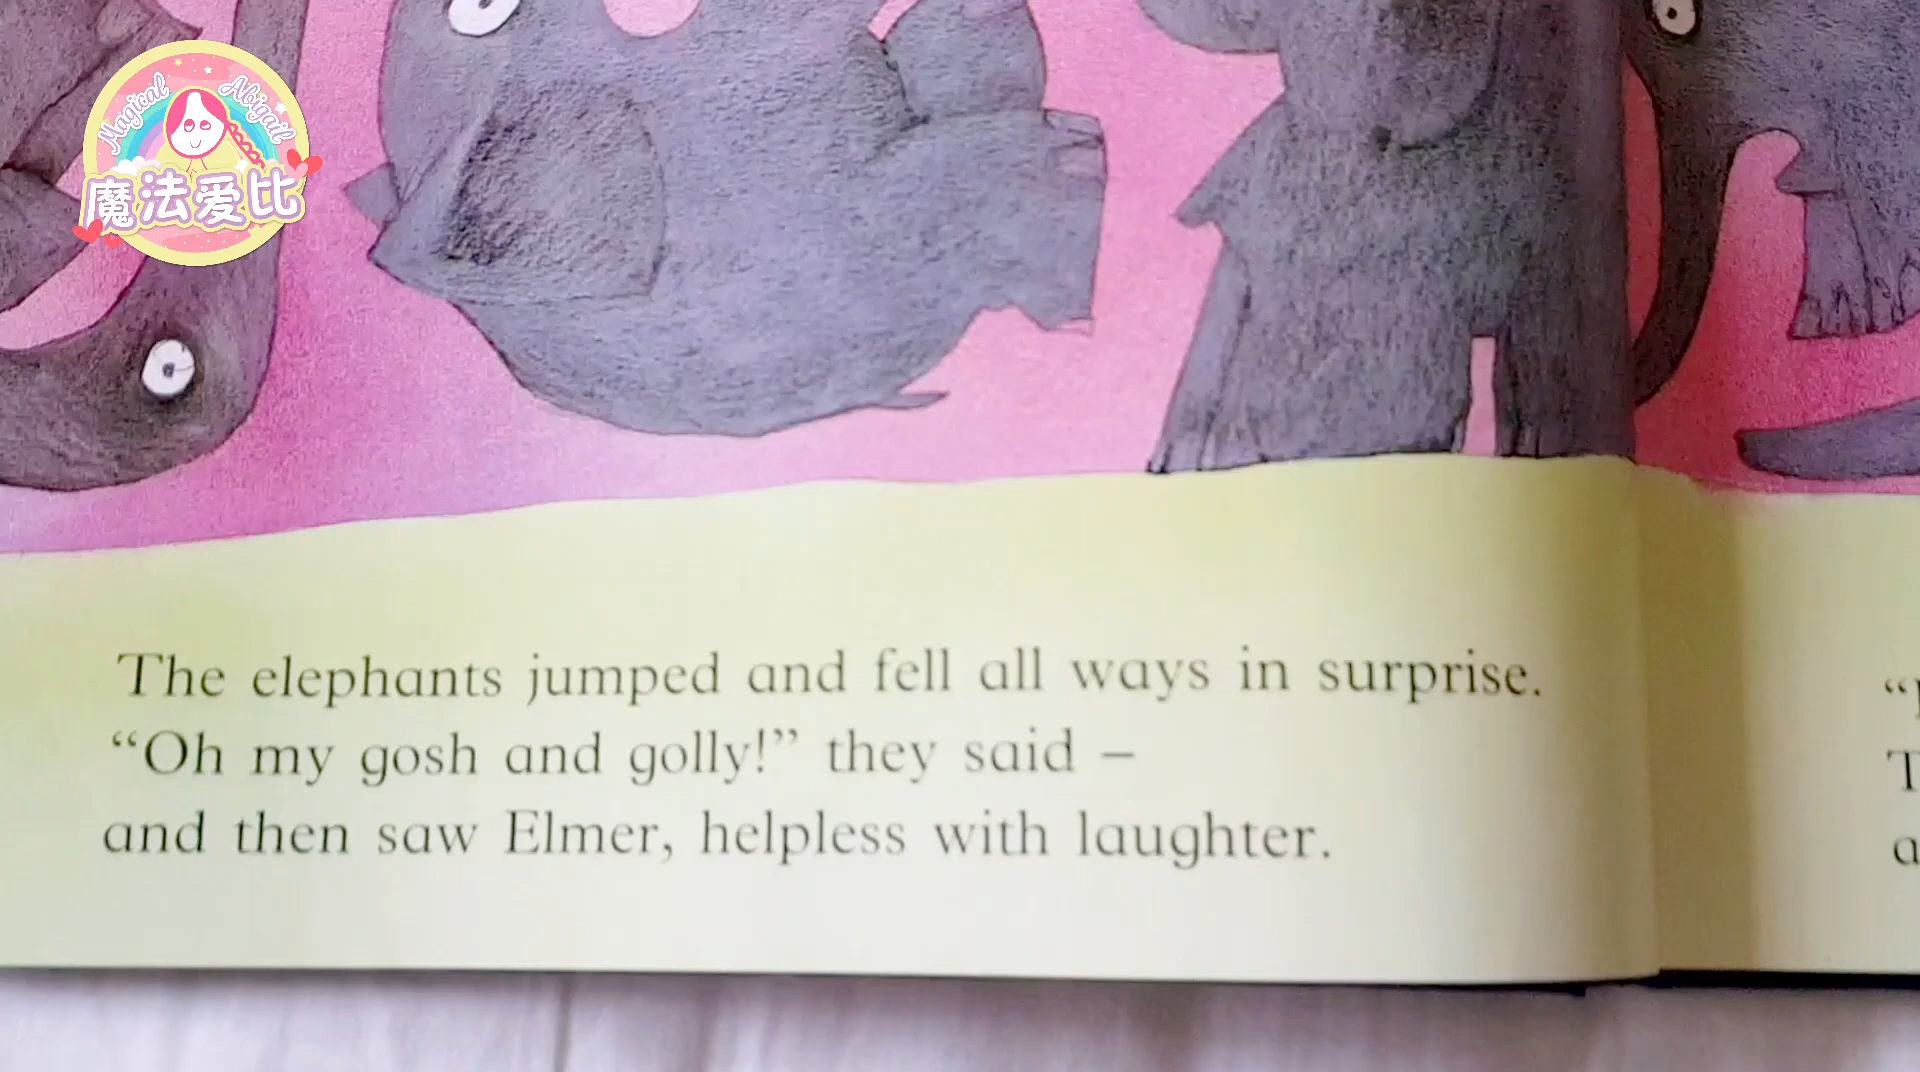 Magical Abigail
魔法爱比
The elephants jumped and fell all ways in surprise.
“Oh my gosh and golly!” they said –
and then saw Elmer, helpless with laughter.